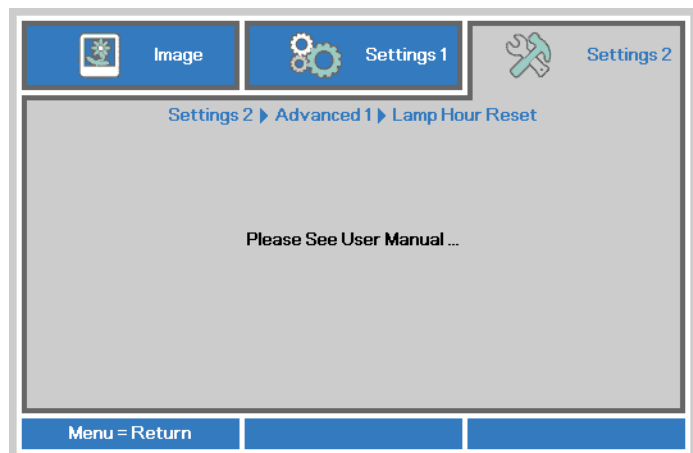 Image
Settings 1
Settings 2
Settings 2 ▶ Advanced 1 ▶ Lamp Hour Reset
Please See User Manual ...
Menu = Return